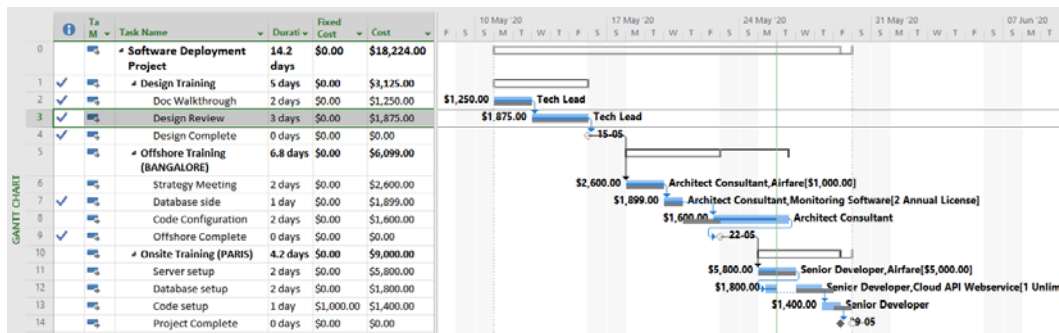 10 May '20 17 May '20 24 May '20 31 May '20 07 Jun '20
Ta M Task Name Durati Fixed Cost Cost F S S M T W T F S S M T W T F S S M T W T F S S M T W T F S S M T
0 Software Deployment Project 14.2 days $0.00 $18,224.00
1 Design Training 5 days $0.00 $3,125.00
2 Doc Walkthrough 2 days $0.00 $1,250.00 $1,250.00 Tech Lead
3 Design Review 3 days $0.00 $1,875.00 $1,875.00 Tech Lead
4 Design Complete 0 days $0.00 $0.00 15-05
5 Offshore Training (BANGALORE) 6.8 days $0.00 $6,099.00
6 Strategy Meeting 2 days $0.00 $2,600.00 $2,600.00 Architect Consultant,Airfare[$1,000.00]
7 Database side 1 day $0.00 $1,899.00 $1,899.00 Architect Consultant,Monitoring Software[2 Annual License]
8 Code Configuration 2 days $0.00 $1,600.00 $1,600.00 Architect Consultant
9 Offshore Complete 0 days $0.00 $0.00 22-05
10 Onsite Training (PARIS) 4.2 days $0.00 $9,000.00
11 Server setup 2 days $0.00 $5,800.00 $5,800.00 Senior Developer,Airfare[$5,000.00]
12 Database setup 2 days $0.00 $1,800.00 $1,800.00 Senior Developer,Cloud API Webservice[1 Unlim
13 Code setup 1 day $1,000.00 $1,400.00 $1,400.00 Senior Developer
14 Project Complete 0 days $0.00 $0.00 29-05
GANTT CHART